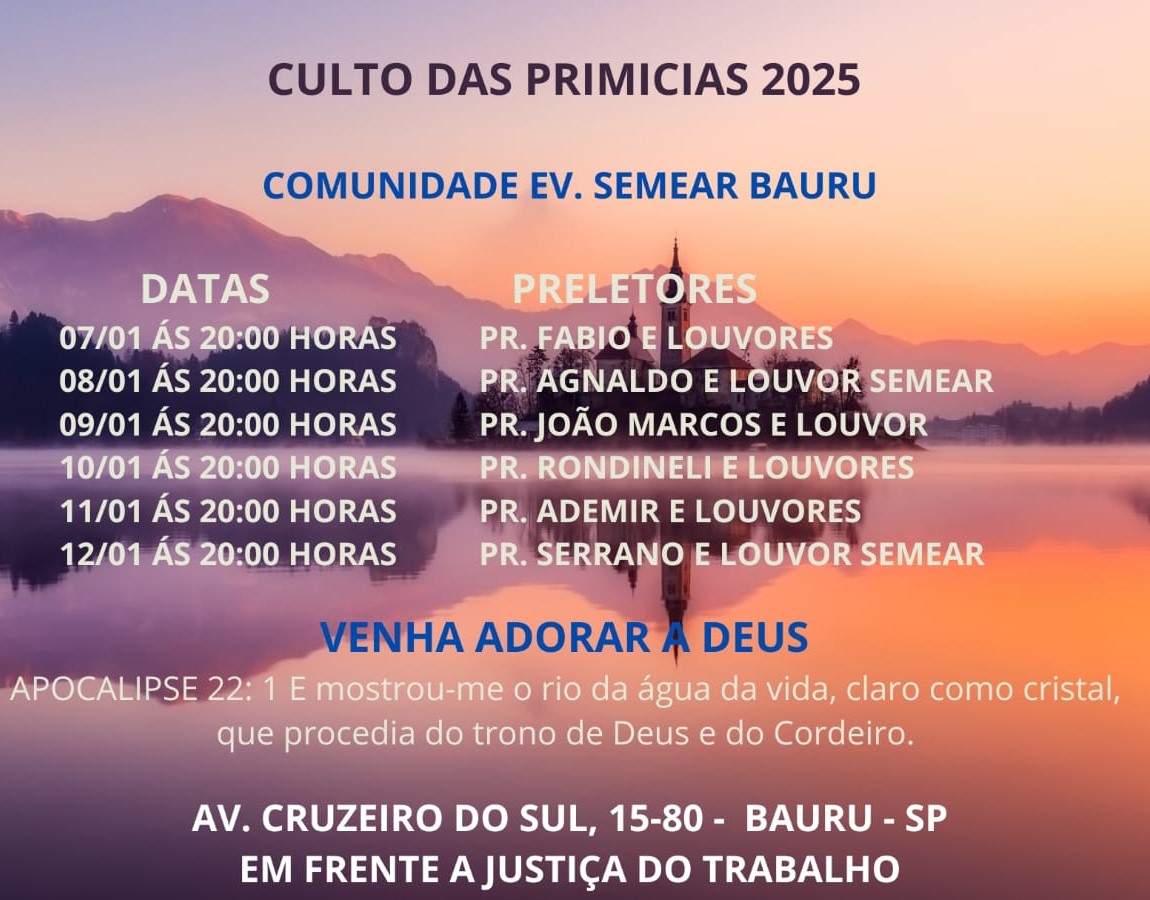 CULTO DAS PRIMICIAS 2025
COMUNIDADE EV. SEMEAR BAURU
DATAS PRELETORES
07/01 ÁS 20:00 HORAS PR. FABIO E LOUVORES
08/01 ÁS 20:00 HORAS PR. AGNALDO E LOUVOR SEMEAR
09/01 ÁS 20:00 HORAS PR. JOÃO MARCOS E LOUVOR
10/01 ÁS 20:00 HORAS PR. RONDINELI E LOUVORES
11/01 ÁS 20:00 HORAS PR. ADEMIR E LOUVORES
12/01 ÁS 20:00 HORAS PR. SERRANO E LOUVOR SEMEAR
VENHA ADORAR A DEUS
APOCALIPSE 22: 1 E mostrou-me o rio da água da vida, claro como cristal,
que procedia do trono de Deus e do Cordeiro.
AV. CRUZEIRO DO SUL, 15-80 - BAURU - SP
EM FRENTE A JUSTIÇA DO TRABALHO